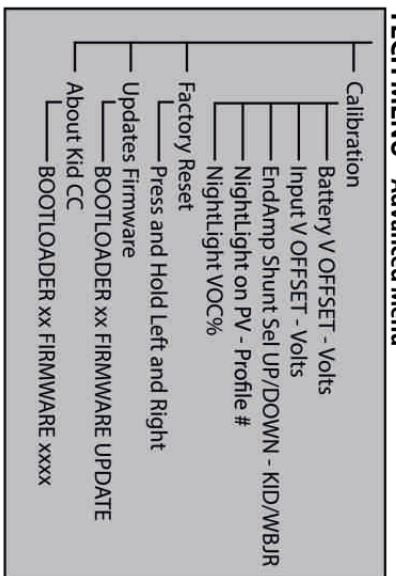 TECH MENU - Advanced Menu
Calibration
Battery V OFFSET - Volts
Input V OFFSET - Volts
EndAmp Shunt Sel UP/DOWN - KID/WBJR
NightLight on PV - Profile #
NightLight VOC%
Factory Reset
Press and Hold Left and Right
Updates Firmware
BOOTLOADER xx FIRMWARE UPDATE
About Kid CC
BOOTLOADER xx FIRMWARE xxxx